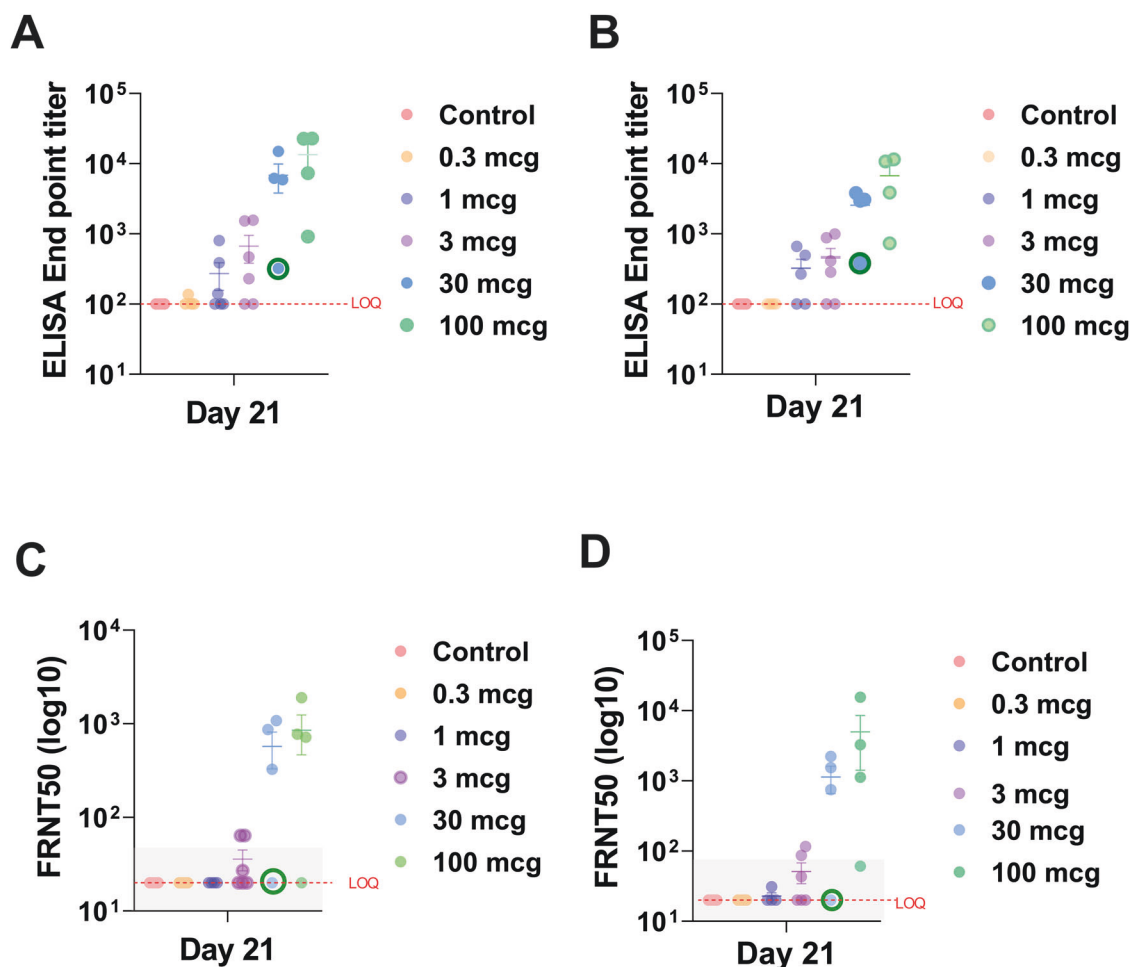 A
ELISA End point titer
10⁵
10⁴
10³
10²
10¹
LOQ
Day 21
Control
0.3 mcg
1 mcg
3 mcg
30 mcg
100 mcg
B
ELISA End point titer
10⁵
10⁴
10³
10²
10¹
LOQ
Day 21
Control
0.3 mcg
1 mcg
3 mcg
30 mcg
100 mcg
C
FRNT50 (log10)
10⁴
10³
10²
10¹
LOQ
Day 21
Control
0.3 mcg
1 mcg
3 mcg
30 mcg
100 mcg
D
FRNT50 (log10)
10⁵
10⁴
10³
10²
10¹
LOQ
Day 21
Control
0.3 mcg
1 mcg
3 mcg
30 mcg
100 mcg